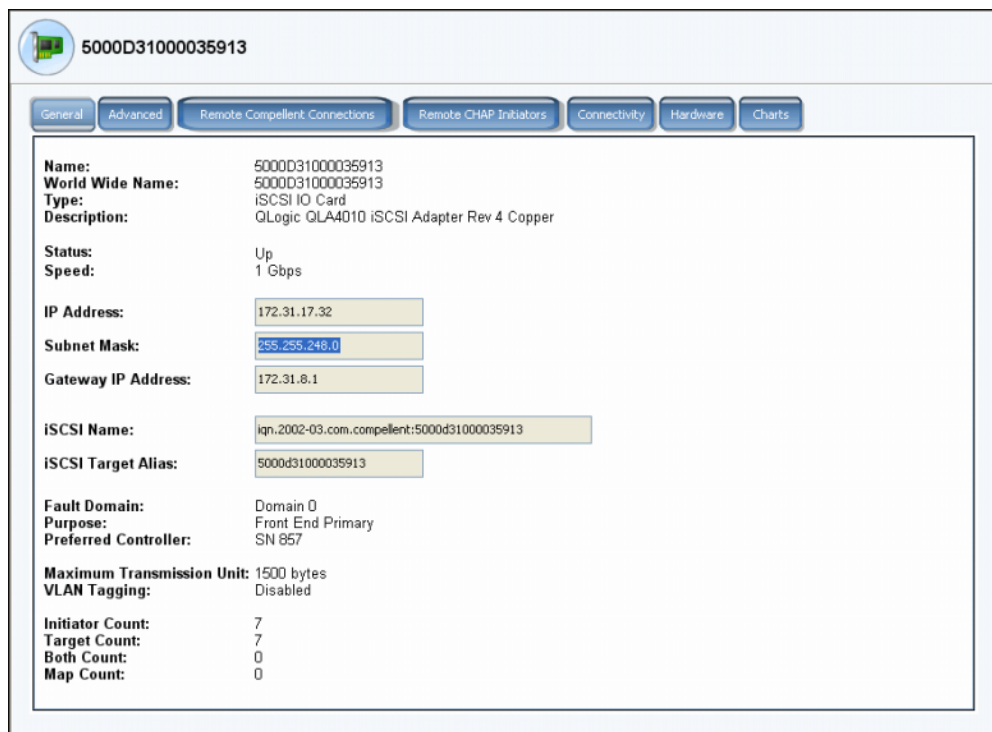 5000D31000035913
General Advanced Remote Compellent Connections Remote CHAP Initiators Connectivity Hardware Charts
Name: 5000D31000035913
World Wide Name: 5000D31000035913
Type: iSCSI IO Card
Description: QLogic QLA4010 iSCSI Adapter Rev 4 Copper
Status: Up
Speed: 1 Gbps
IP Address: 172.31.17.32
Subnet Mask: 255.255.248.0
Gateway IP Address: 172.31.8.1
iSCSI Name: iqn.2002-03.com.compellent:5000d31000035913
iSCSI Target Alias: 5000d31000035913
Fault Domain: Domain 0
Purpose: Front End Primary
Preferred Controller: SN 857
Maximum Transmission Unit: 1500 bytes
VLAN Tagging: Disabled
Initiator Count: 7
Target Count: 7
Both Count: 0
Map Count: 0